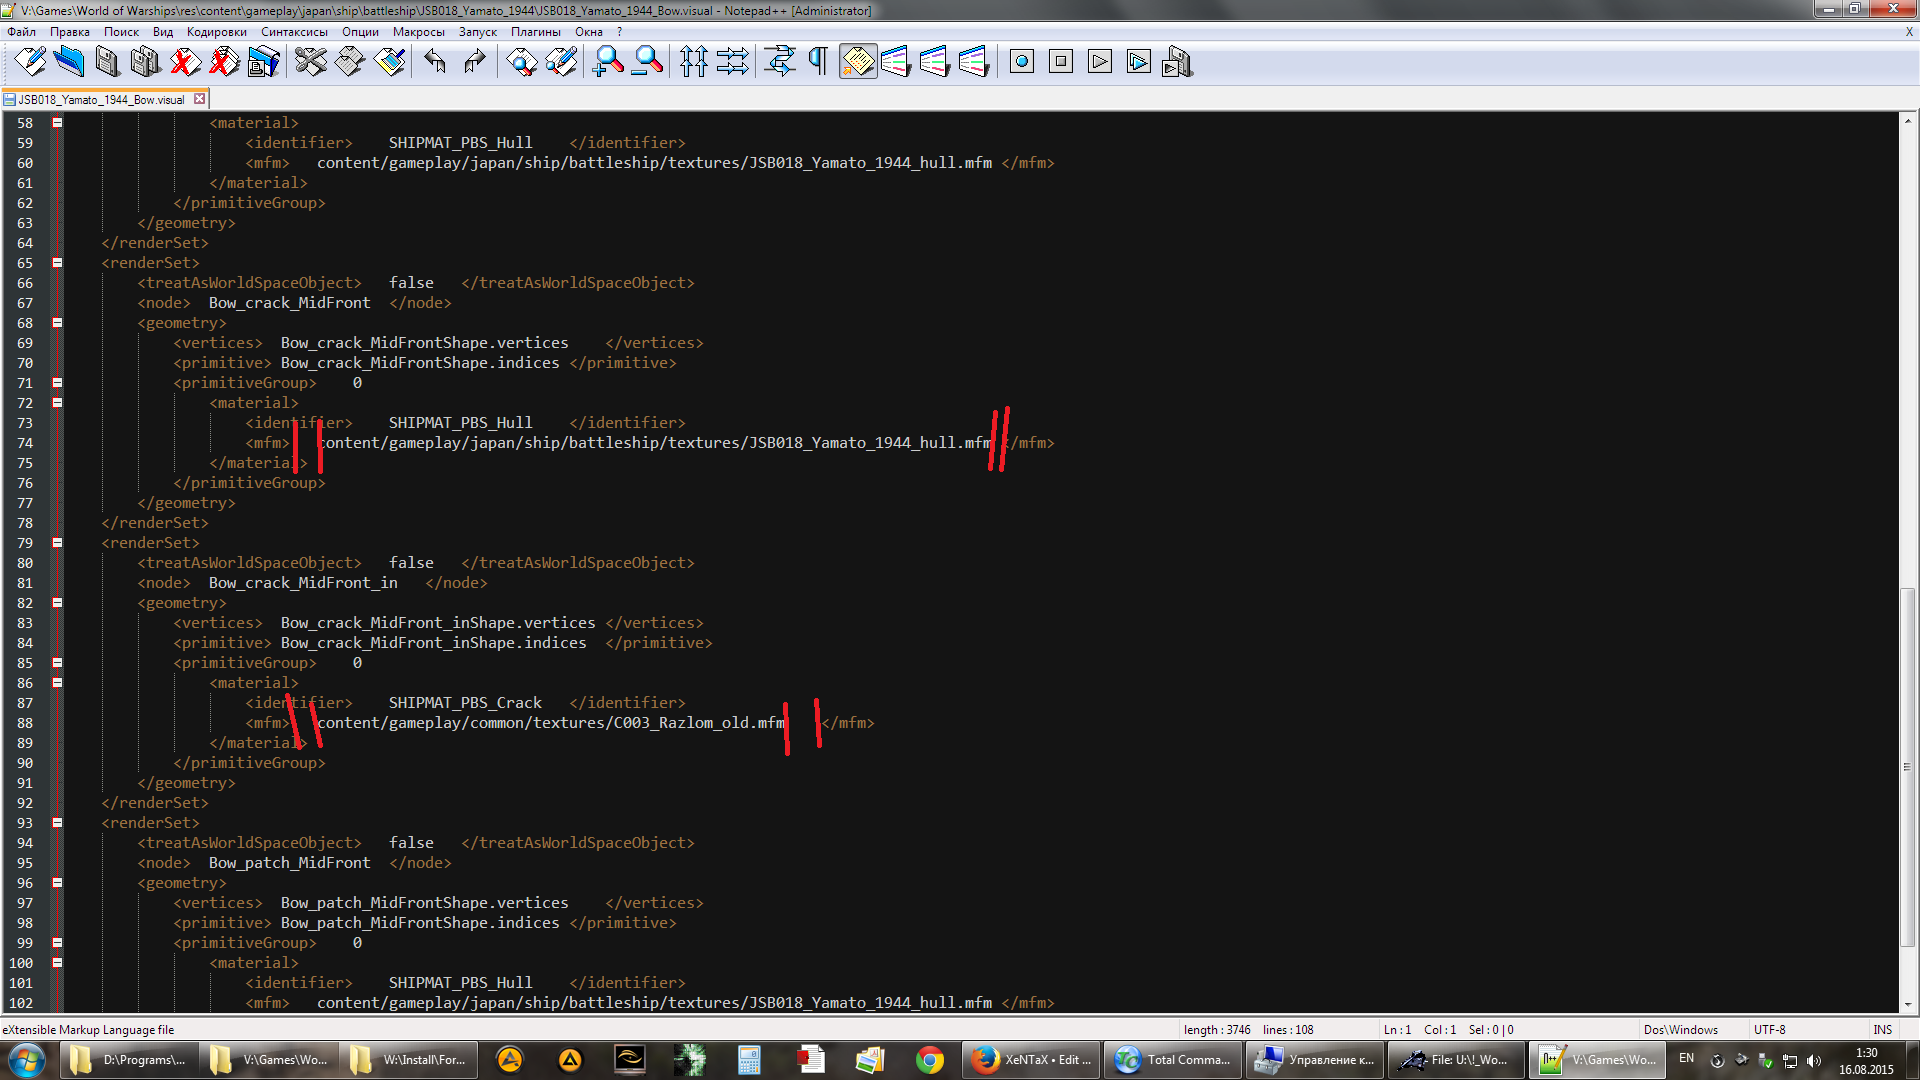 V:\Games\World of Warships\res\content\gameplay\japan\ship\battleship\JSB018_Yamato_1944\JSB018_Yamato_1944_Bow.visual - Notepad++ [Administrator]
Файл Правка Поиск Вид Кодировки Синтаксисы Опции Макросы Запуск Плагины Окна ? X
JSB018_Yamato_1944_Bow.visual
58 <material>
59 <identifier> SHIPMAT_PBS_Hull </identifier>
60 <mfm> content/gameplay/japan/ship/battleship/textures/JSB018_Yamato_1944_hull.mfm </mfm>
61 </material>
62 </primitiveGroup>
63 </geometry>
64 </renderSet>
65 <renderSet>
66 <treatAsWorldSpaceObject> false </treatAsWorldSpaceObject>
67 <node> Bow_crack_MidFront </node>
68 <geometry>
69 <vertices> Bow_crack_MidFrontShape.vertices </vertices>
70 <primitive> Bow_crack_MidFrontShape.indices </primitive>
71 <primitiveGroup> 0
72 <material>
73 <identifier> SHIPMAT_PBS_Hull </identifier>
74 <mfm> content/gameplay/japan/ship/battleship/textures/JSB018_Yamato_1944_hull.mfm </mfm>
75 </material>
76 </primitiveGroup>
77 </geometry>
78 </renderSet>
79 <renderSet>
80 <treatAsWorldSpaceObject> false </treatAsWorldSpaceObject>
81 <node> Bow_crack_MidFront_in </node>
82 <geometry>
83 <vertices> Bow_crack_MidFront_inShape.vertices </vertices>
84 <primitive> Bow_crack_MidFront_inShape.indices </primitive>
85 <primitiveGroup> 0
86 <material>
87 <identifier> SHIPMAT_PBS_Crack </identifier>
88 <mfm> content/gameplay/common/textures/C003_Razlom_old.mfm </mfm>
89 </material>
90 </primitiveGroup>
91 </geometry>
92 </renderSet>
93 <renderSet>
94 <treatAsWorldSpaceObject> false </treatAsWorldSpaceObject>
95 <node> Bow_patch_MidFront </node>
96 <geometry>
97 <vertices> Bow_patch_MidFrontShape.vertices </vertices>
98 <primitive> Bow_patch_MidFrontShape.indices </primitive>
99 <primitiveGroup> 0
100 <material>
101 <identifier> SHIPMAT_PBS_Hull </identifier>
102 <mfm> content/gameplay/japan/ship/battleship/textures/JSB018_Yamato_1944_hull.mfm </mfm>
eXtensible Markup Language file length : 3746 lines : 108 Ln : 1 Col : 1 Sel : 0 | 0 Dos\Windows UTF-8 INS
D:\Programs\... V:\Games\Wo... W:\Install\For... XeNTaX • Edit ... Total Comma... Управление к... File: U:\!_Wo... V:\Games\Wo... EN 1:30
16.08.2015